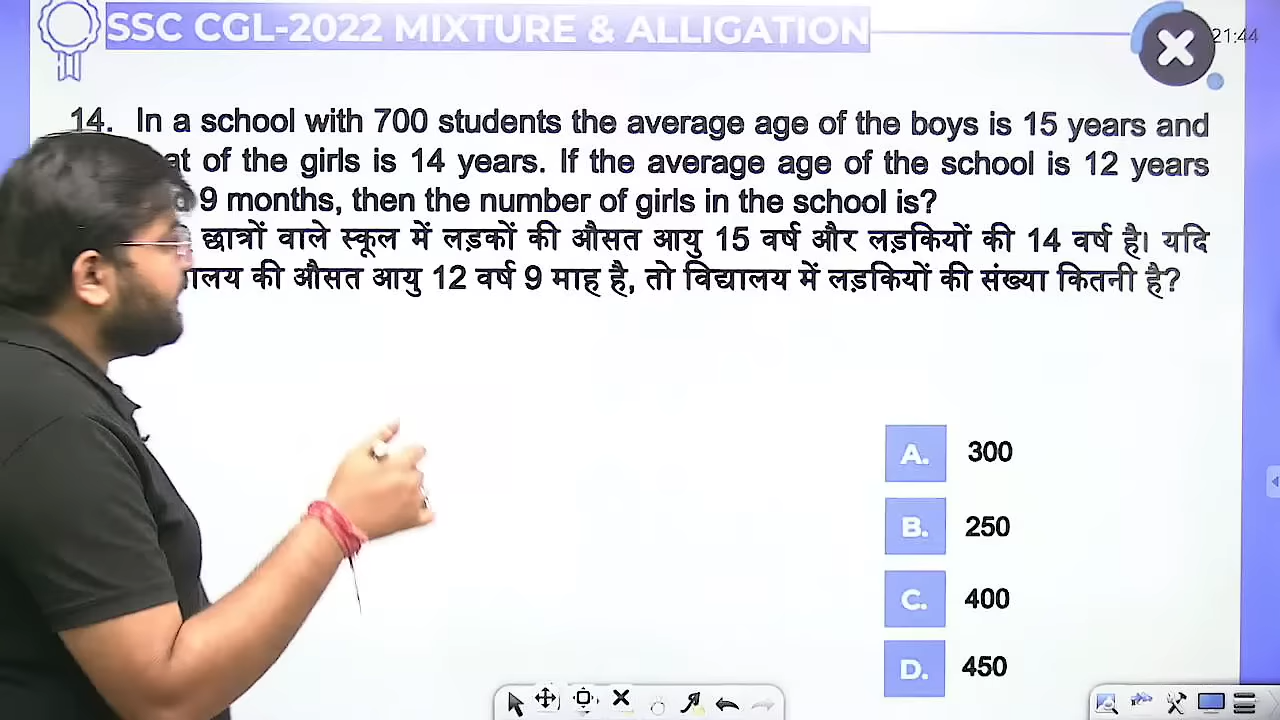 SSC CGL-2022 MIXTURE & ALLIGATION
21:44
14. In a school with 700 students the average age of the boys is 15 years and
at of the girls is 14 years. If the average age of the school is 12 years
9 months, then the number of girls in the school is?
छात्रों वाले स्कूल में लड़कों की औसत आयु 15 वर्ष और लड़कियों की 14 वर्ष है। यदि
ालय की औसत आयु 12 वर्ष 9 माह है, तो विद्यालय में लड़कियों की संख्या कितनी है?
A. 300
B. 250
C. 400
D. 450